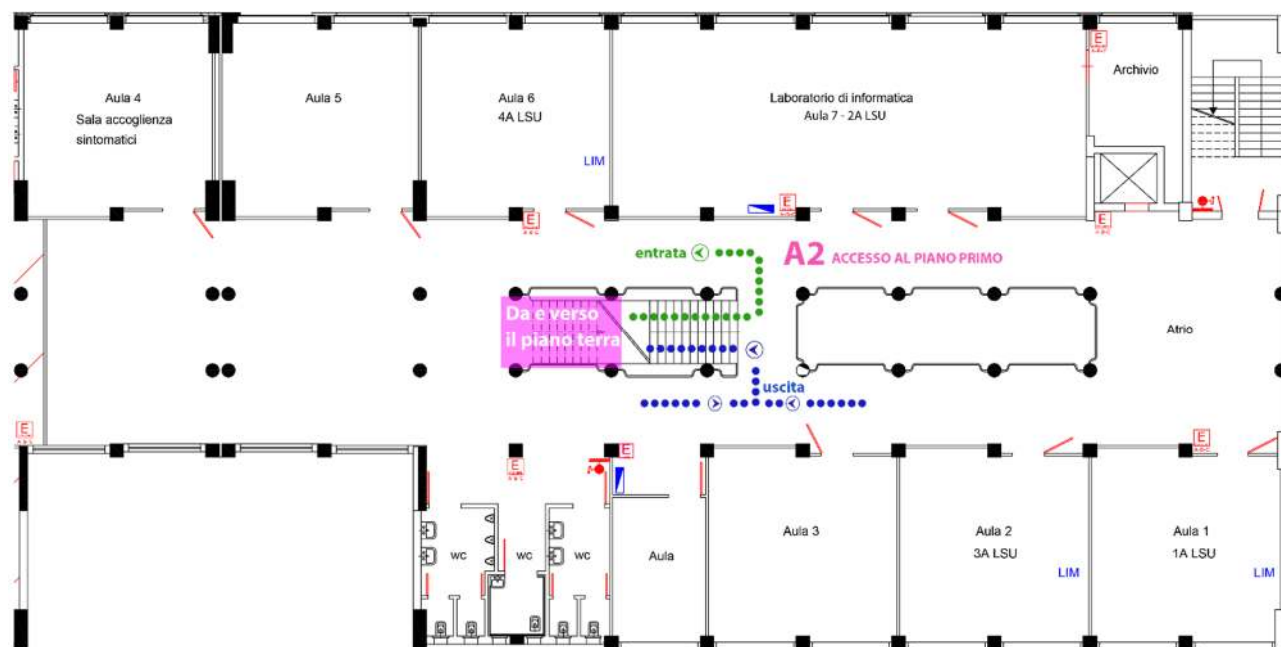 Aula 4
Sala accoglienza
sintomatici
Aula 5
Aula 6
4A LSU
LIM
Laboratorio di informatica
Aula 7 - 2A LSU
E
Archivio
E
E
E
entrata
A2 ACCESSO AL PIANO PRIMO
Da e verso
il piano terra
Atrio
uscita
E
E
E
E
wc
wc
wc
Aula
Aula 3
Aula 2
3A LSU
LIM
Aula 1
1A LSU
LIM